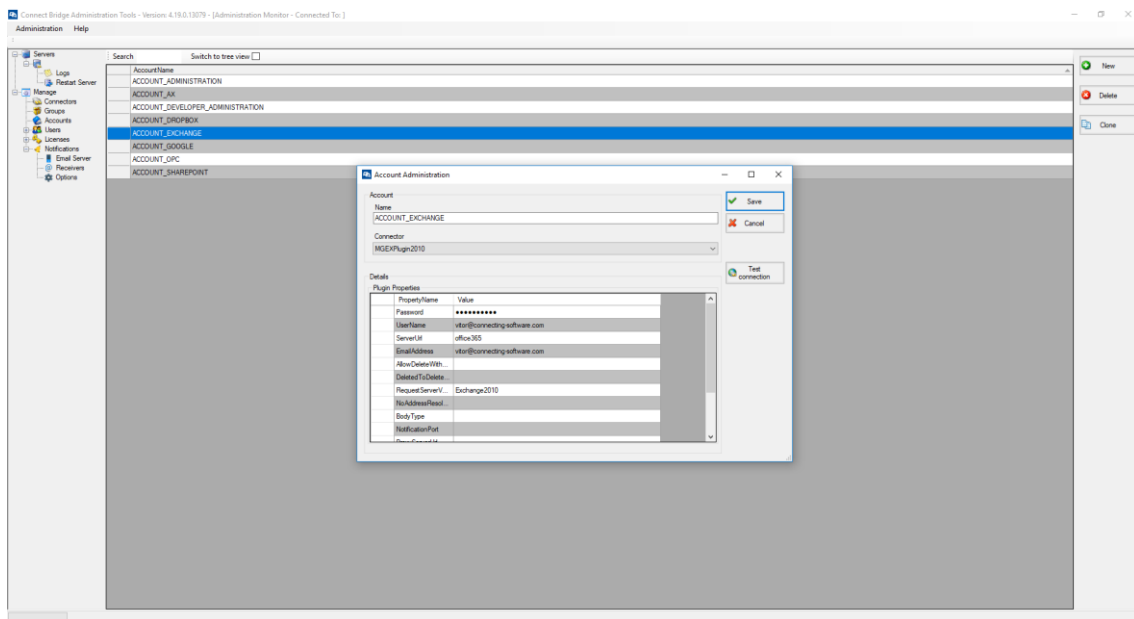 Connect Bridge Administration Tools - Version: 4.19.0.13079 - [Administration Monitor - Connected To: ]
Administration Help
Servers
Logs
Restart Server
Manage
Connectors
Groups
Accounts
Users
Licenses
Notifications
Email Server
Receivers
Options
Search Switch to tree view
AccountName
ACCOUNT_ADMINISTRATION
ACCOUNT_AX
ACCOUNT_DEVELOPER_ADMINISTRATION
ACCOUNT_DROPBOX
ACCOUNT_EXCHANGE
ACCOUNT_GOOGLE
ACCOUNT_OPC
ACCOUNT_SHAREPOINT
New
Delete
Clone
Account Administration
Account
Name
ACCOUNT_EXCHANGE
Connector
MGEXPlugin2010
Save
Cancel
Test
connection
Details
Plugin Properties
PropertyName Value
Password ●●●●●●●●●●
UserName vitor@connecting-software.com
ServerUrl office365
EmailAddress vitor@connecting-software.com
AllowDeleteWith...
DeletedToDelete...
RequestServerV... Exchange2010
NoAddressResol...
BodyType
NotificationPort